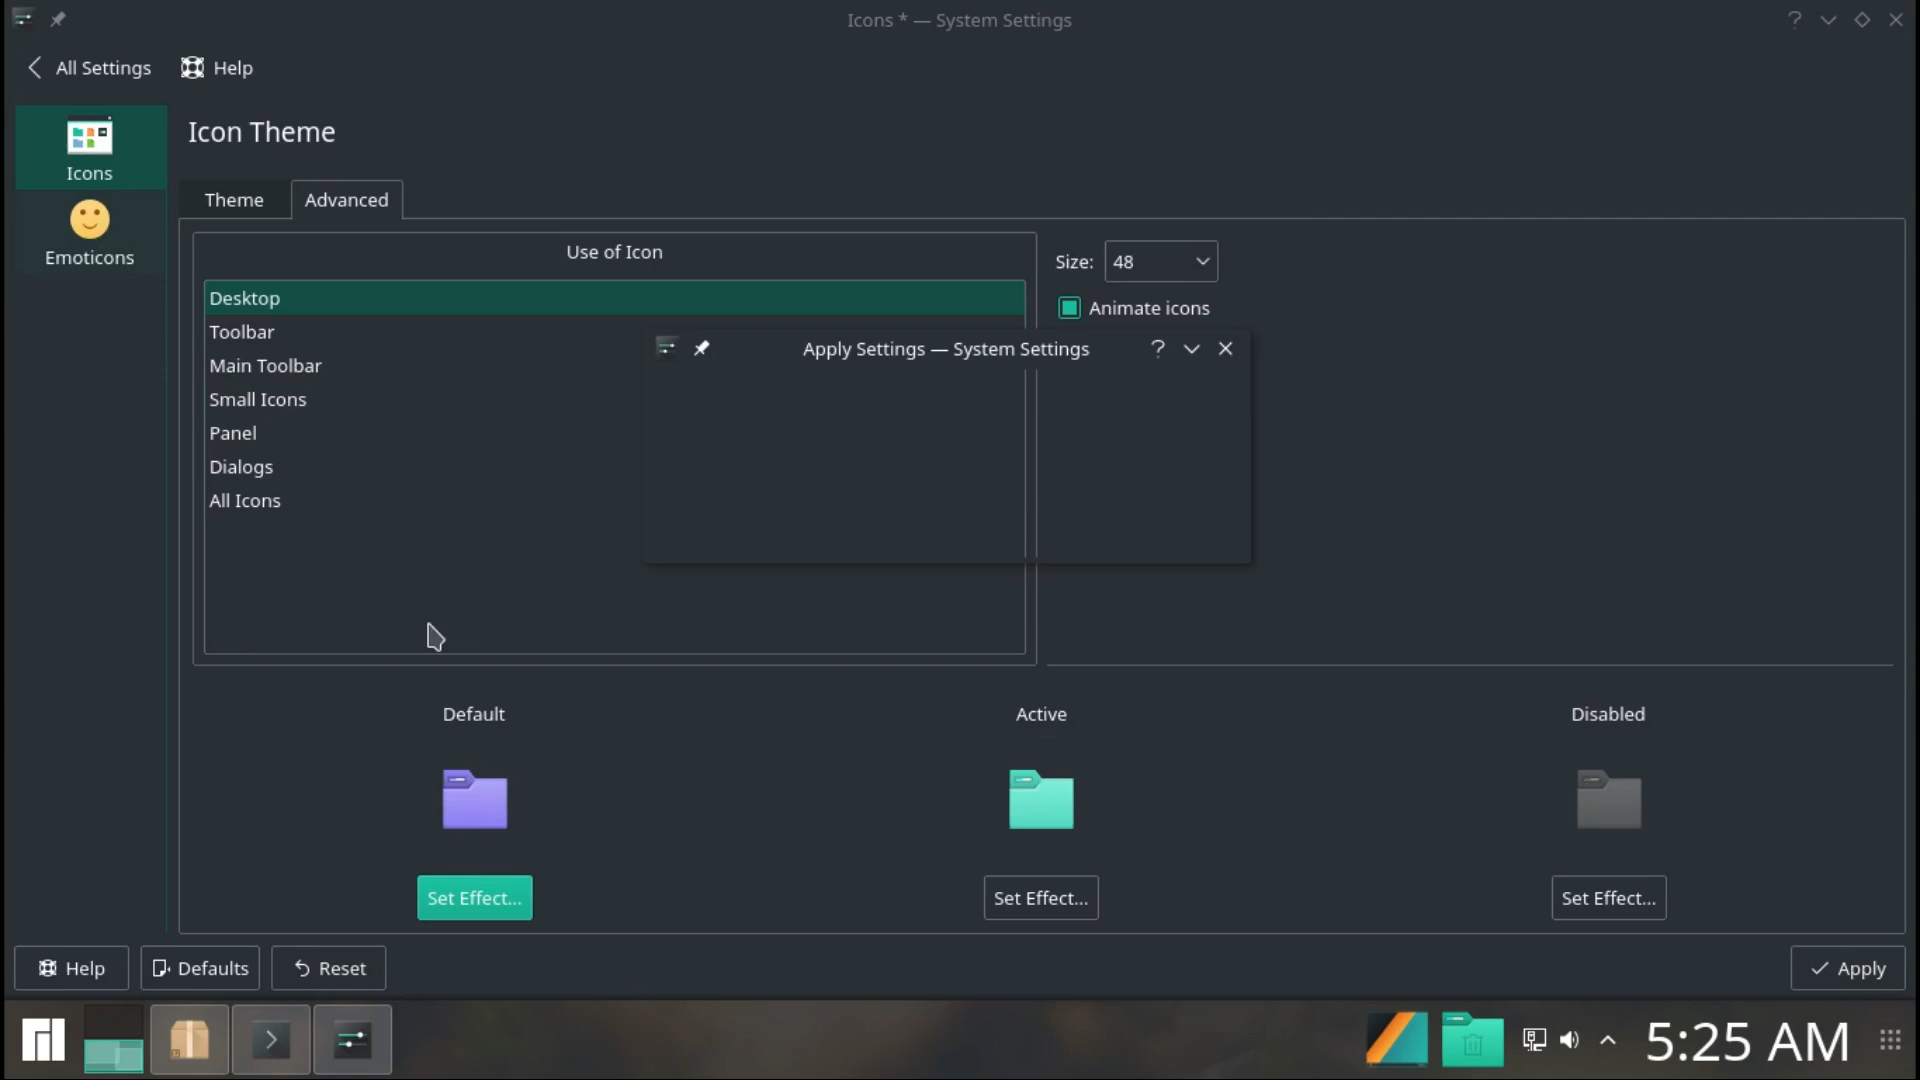 Icons * — System Settings
All Settings
Help
Icons
Emoticons
Icon Theme
Theme
Advanced
Use of Icon
Desktop
Toolbar
Main Toolbar
Small Icons
Panel
Dialogs
All Icons
Size:
48
Animate icons
Apply Settings — System Settings
Default
Active
Disabled
Set Effect...
Set Effect...
Set Effect...
Help
Defaults
Reset
Apply
5:25 AM